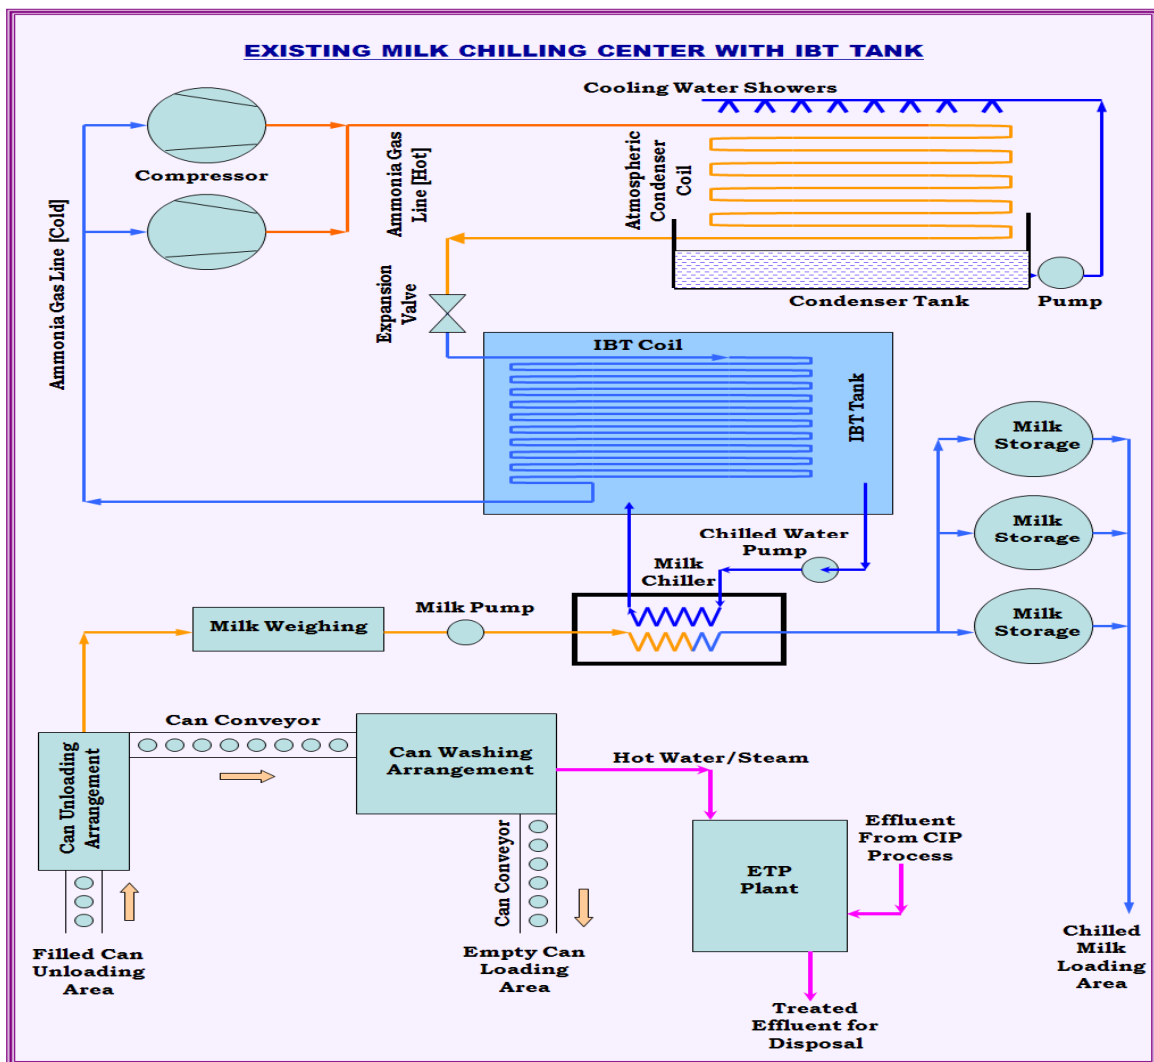 EXISTING MILK CHILLING CENTER WITH IBT TANK
Cooling Water Showers
Compressor
Ammonia Gas
Line [Hot]
Atmospheric
Condenser
Coil
Ammonia Gas Line [Cold]
Expansion
Valve
Condenser Tank
Pump
IBT Coil
IBT Tank
Milk
Storage
Milk
Storage
Milk
Storage
Chilled Water
Pump
Milk
Chiller
Milk Pump
Milk Weighing
Can Conveyor
Can Unloading
Arrangement
Can Washing
Arrangement
Hot Water/Steam
Can Conveyor
Effluent
From CIP
Process
ETP
Plant
Filled Can
Unloading
Area
Empty Can
Loading
Area
Chilled
Milk
Loading
Area
Treated
Effluent for
Disposal